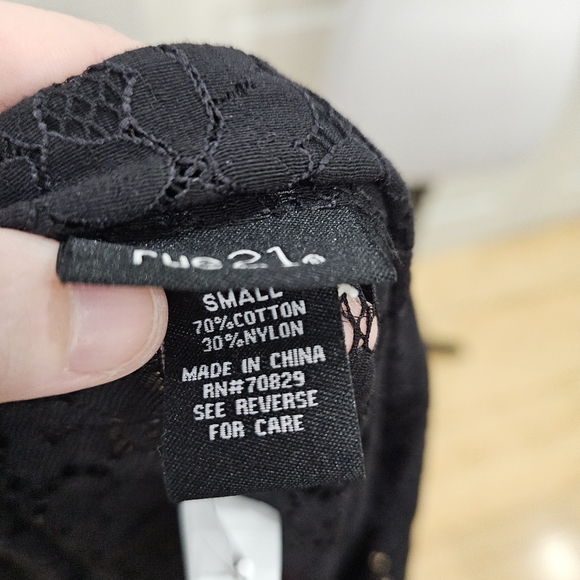 rue21®
SMALL
70%COTTON
30%NYLON
MADE IN CHINA
RN#70829
SEE REVERSE
FOR CARE